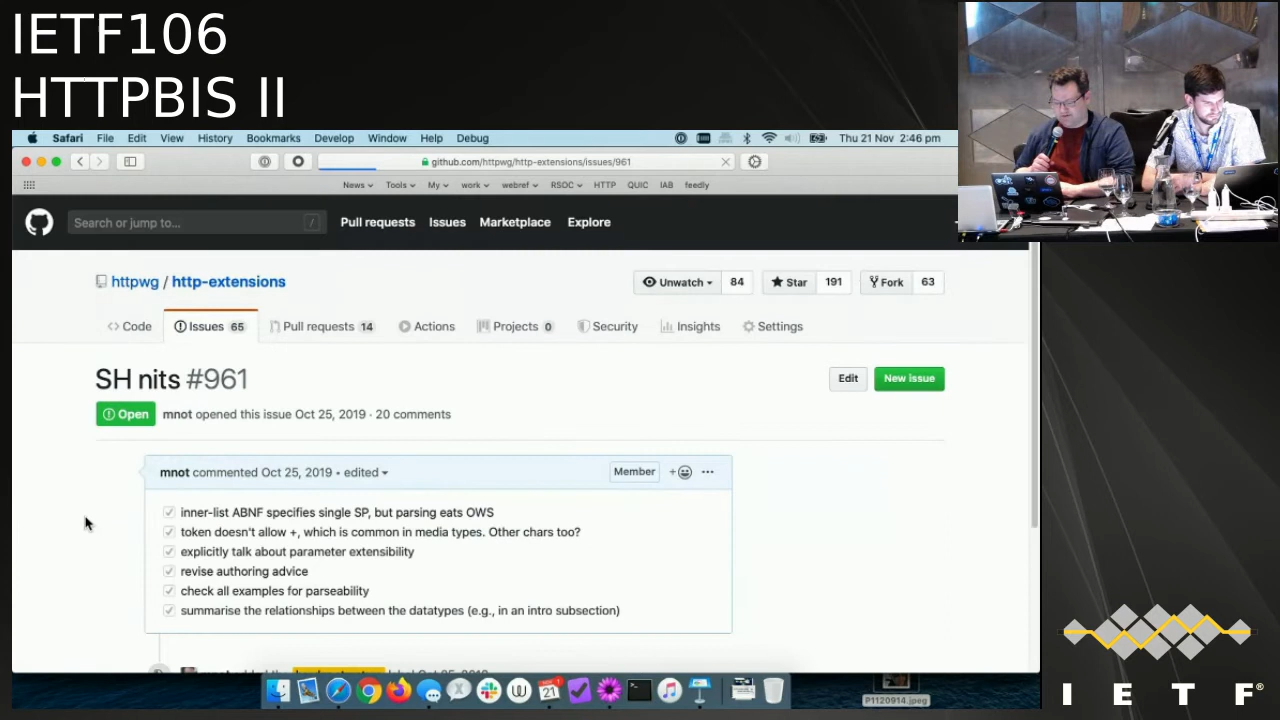 IETF106
HTTPBIS II
Safari File Edit View History Bookmarks Develop Window Help Debug Thu 21 Nov 2:46 pm
github.com/httpwg/http-extensions/issues/961
News Tools My work webref RSOC HTTP QUIC IAB feedly
Search or jump to... / Pull requests Issues Marketplace Explore
httpwg / http-extensions Unwatch 84 Star 191 Fork 63
Code Issues 65 Pull requests 14 Actions Projects 0 Security Insights Settings
SH nits #961 Edit New issue
Open mnot opened this issue Oct 25, 2019 · 20 comments
mnot commented Oct 25, 2019 • edited Member
inner-list ABNF specifies single SP, but parsing eats OWS
token doesn't allow +, which is common in media types. Other chars too?
explicitly talk about parameter extensibility
revise authoring advice
check all examples for parseability
summarise the relationships between the datatypes (e.g., in an intro subsection)
21
P1120914.jpeg
I E T F®